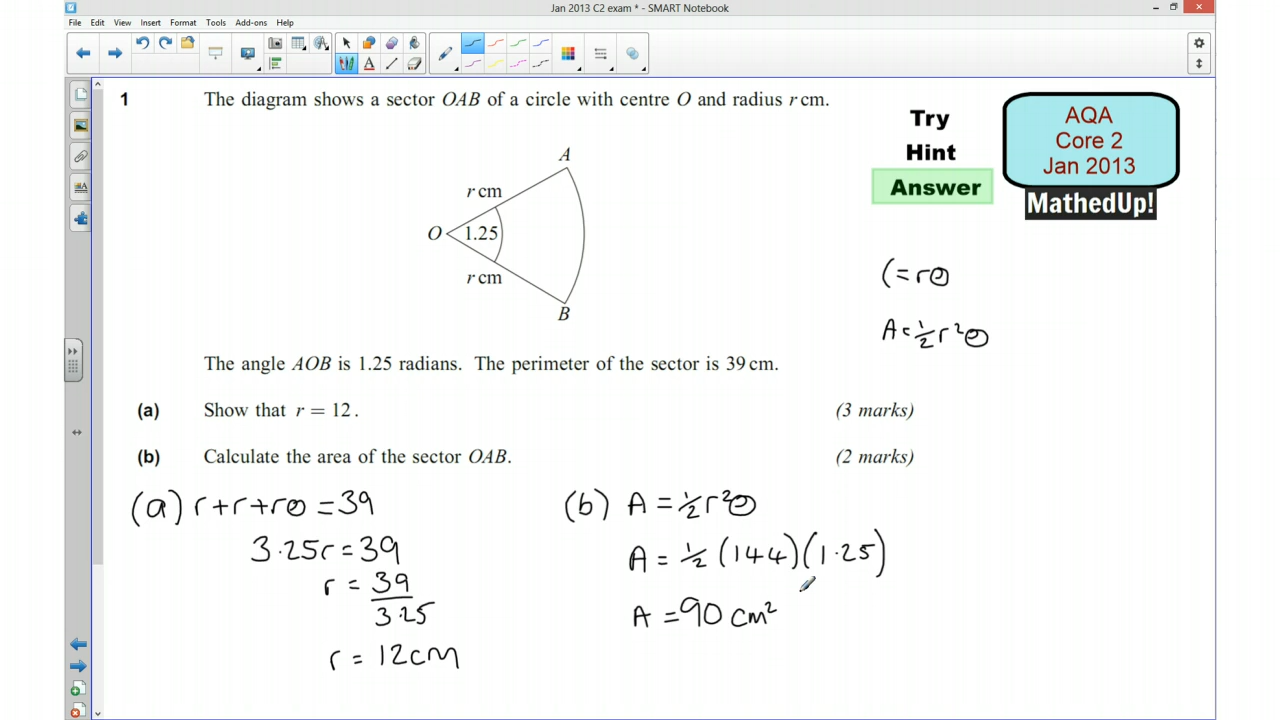 Jan 2013 C2 exam * - SMART Notebook
File Edit View Insert Format Tools Add-ons Help
1 The diagram shows a sector OAB of a circle with centre O and radius r cm.
Try
Hint
Answer
AQA
Core 2
Jan 2013
MathedUp!
A
r cm
O 1.25
r cm
B
l = rθ
A = ½r²θ
The angle AOB is 1.25 radians. The perimeter of the sector is 39 cm.
(a) Show that r = 12. (3 marks)
(b) Calculate the area of the sector OAB. (2 marks)
(a) r+r+rθ = 39
3·25r = 39
r = 39
3·25
r = 12cm
(b) A = ½r²θ
A = ½(144)(1·25)
A = 90 cm²